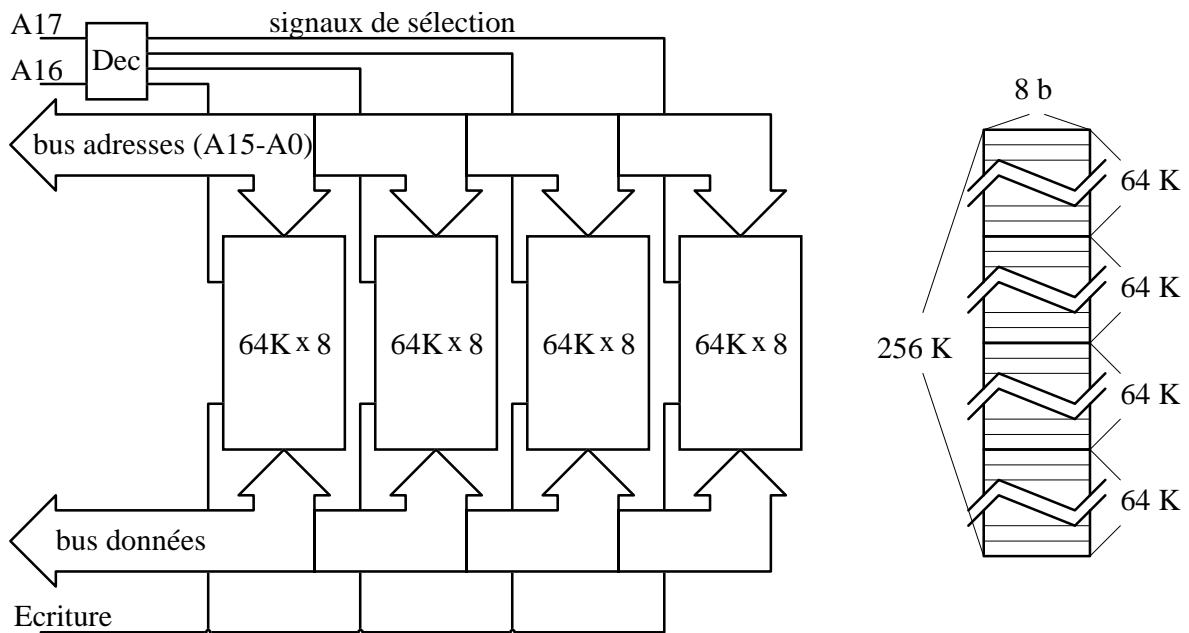 A17
signaux de sélection
Dec
A16
8 b
bus adresses (A15-A0)
64 K
64 K
64K x 8
64K x 8
64K x 8
64K x 8
256 K
64 K
64 K
bus données
Ecriture